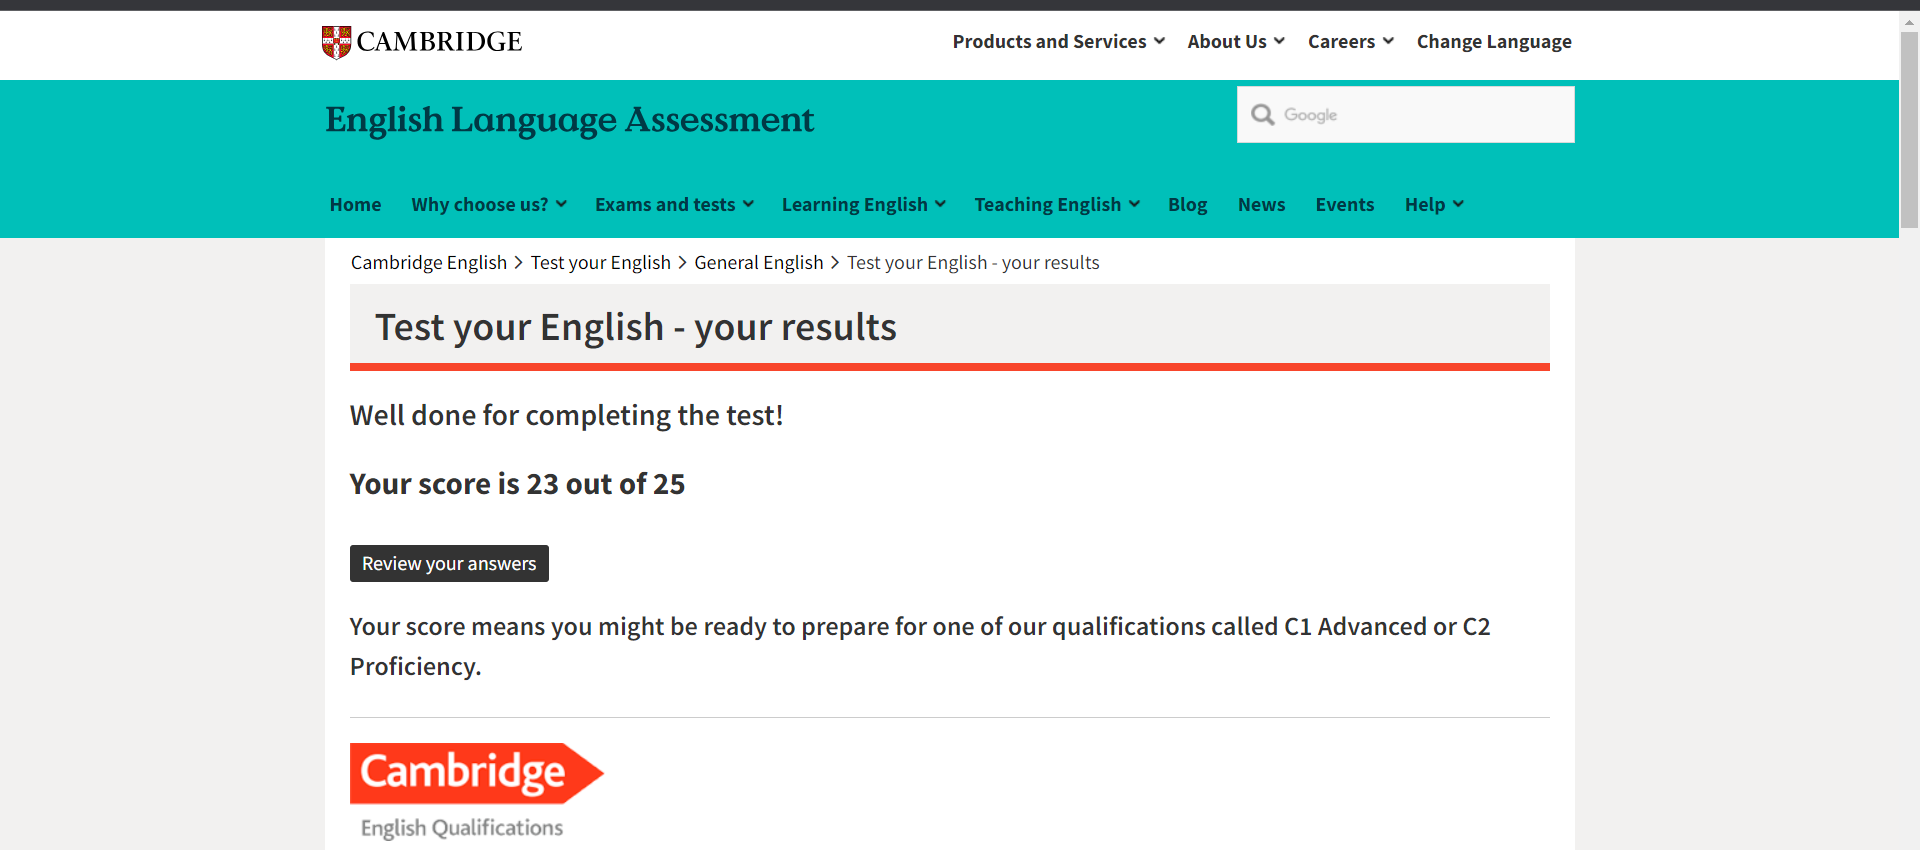 CAMBRIDGE
Products and Services About Us Careers Change Language
English Language Assessment
Google
Home Why choose us? Exams and tests Learning English Teaching English Blog News Events Help
Cambridge English > Test your English > General English > Test your English - your results
Test your English - your results
Well done for completing the test!
Your score is 23 out of 25
Review your answers
Your score means you might be ready to prepare for one of our qualifications called C1 Advanced or C2
Proficiency.
Cambridge
English Qualifications